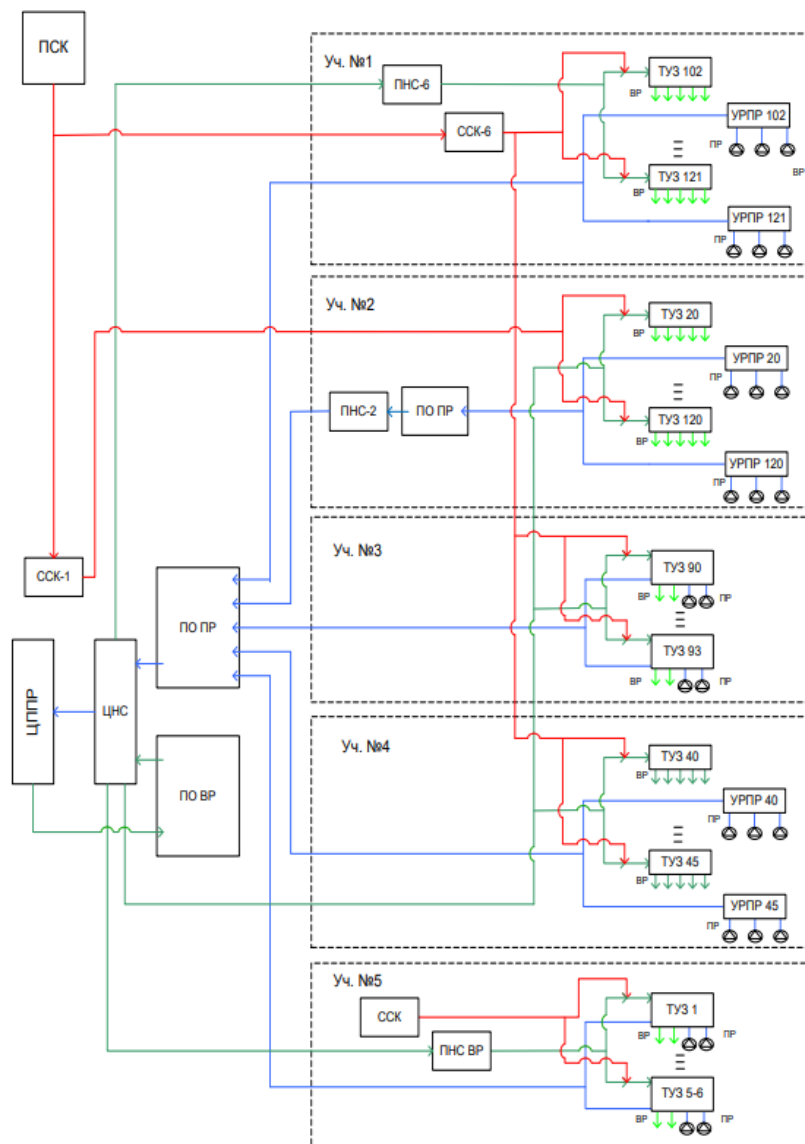 ПСК
Уч. №1
ПНС-6
ССК-6
ТУЗ 102
ВР
УРПР 102
ПР
ВР
ТУЗ 121
ВР
УРПР 121
ПР
Уч. №2
ТУЗ 20
ВР
УРПР 20
ПР
ПНС-2
ПО ПР
ТУЗ 120
ВР
УРПР 120
ПР
Уч. №3
ССК-1
ТУЗ 90
ВР
ПР
ПО ПР
ТУЗ 93
ВР
ПР
ЦППР
ЦНС
ПО ВР
Уч. №4
ТУЗ 40
ВР
УРПР 40
ПР
ТУЗ 45
ВР
УРПР 45
ПР
Уч. №5
ССК
ПНС ВР
ТУЗ 1
ВР
ПР
ТУЗ 5-6
ВР
ПР